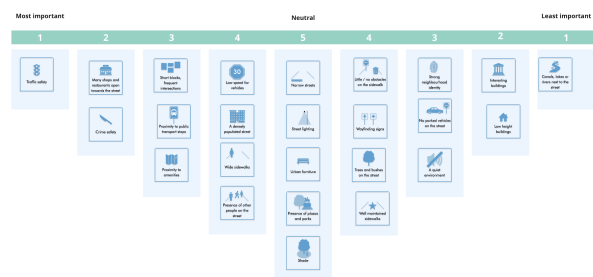 Most important
Neutral
Least important
1
2
3
4
5
4
3
2
1
Traffic safety
Many shops and
restaurants open
towards the street
Crime safety
Short blocks,
frequent
intersections
Proximity to public
transport stops
Proximity to
amenities
30
Low speed for
vehicles
A densely
populated street
Wide sidewalks
Presence of other
people on the
street
Narrow streets
Street lighting
Urban furniture
Presence of plazas
and parks
Shade
Little / no obstacles
on the sidewalk
Wayfinding signs
Trees and bushes
on the street
Well maintained
sidewalks
Strong
neighbourhood
identity
No parked vehicles
on the street
A quiet
environment
Interesting
buildings
Low height
buildings
Canals, lakes or
rivers next to the
street